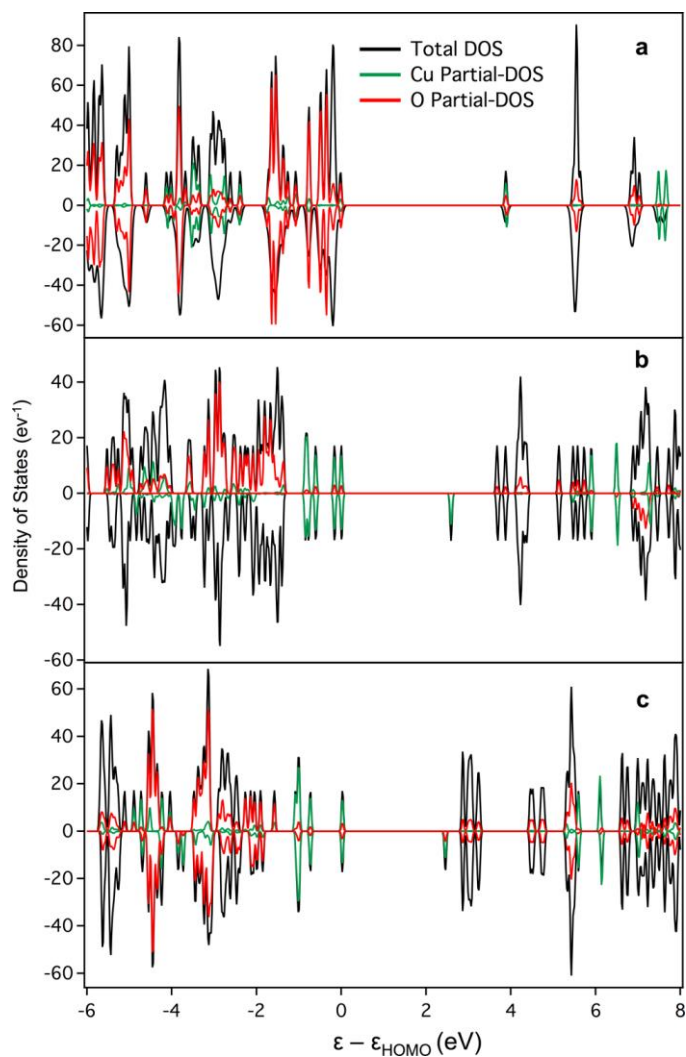 a
Total DOS
Cu Partial-DOS
O Partial-DOS
80
60
40
20
0
-20
-40
-60
b
40
20
0
-20
-40
-60
c
60
40
20
0
-20
-40
-60
Density of States (ev⁻¹)
-6 -4 -2 0 2 4 6 8
ε – εHOMO (eV)